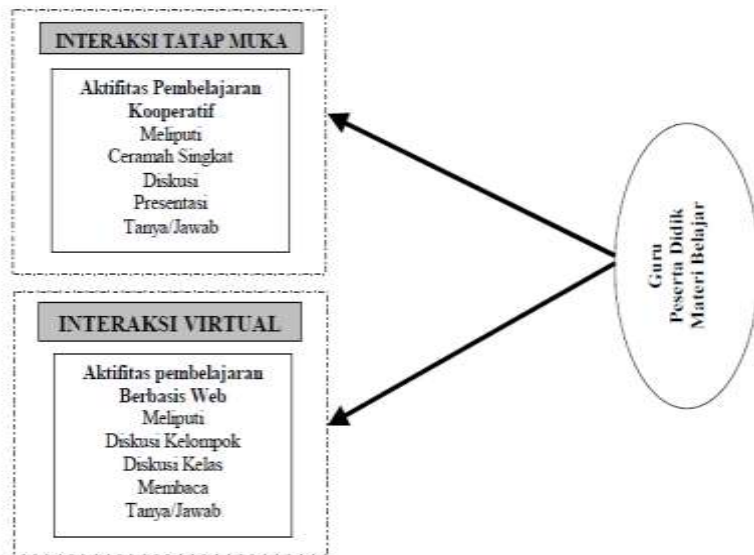 INTERAKSI TATAP MUKA
Aktifitas Pembelajaran
Kooperatif
Meliputi
Ceramah Singkat
Diskusi
Presentasi
Tanya/Jawab
INTERAKSI VIRTUAL
Aktifitas pembelajaran
Berbasis Web
Meliputi
Diskusi Kelompok
Diskusi Kelas
Membaca
Tanya/Jawab
Guru
Peserta Didik
Materi Belajar